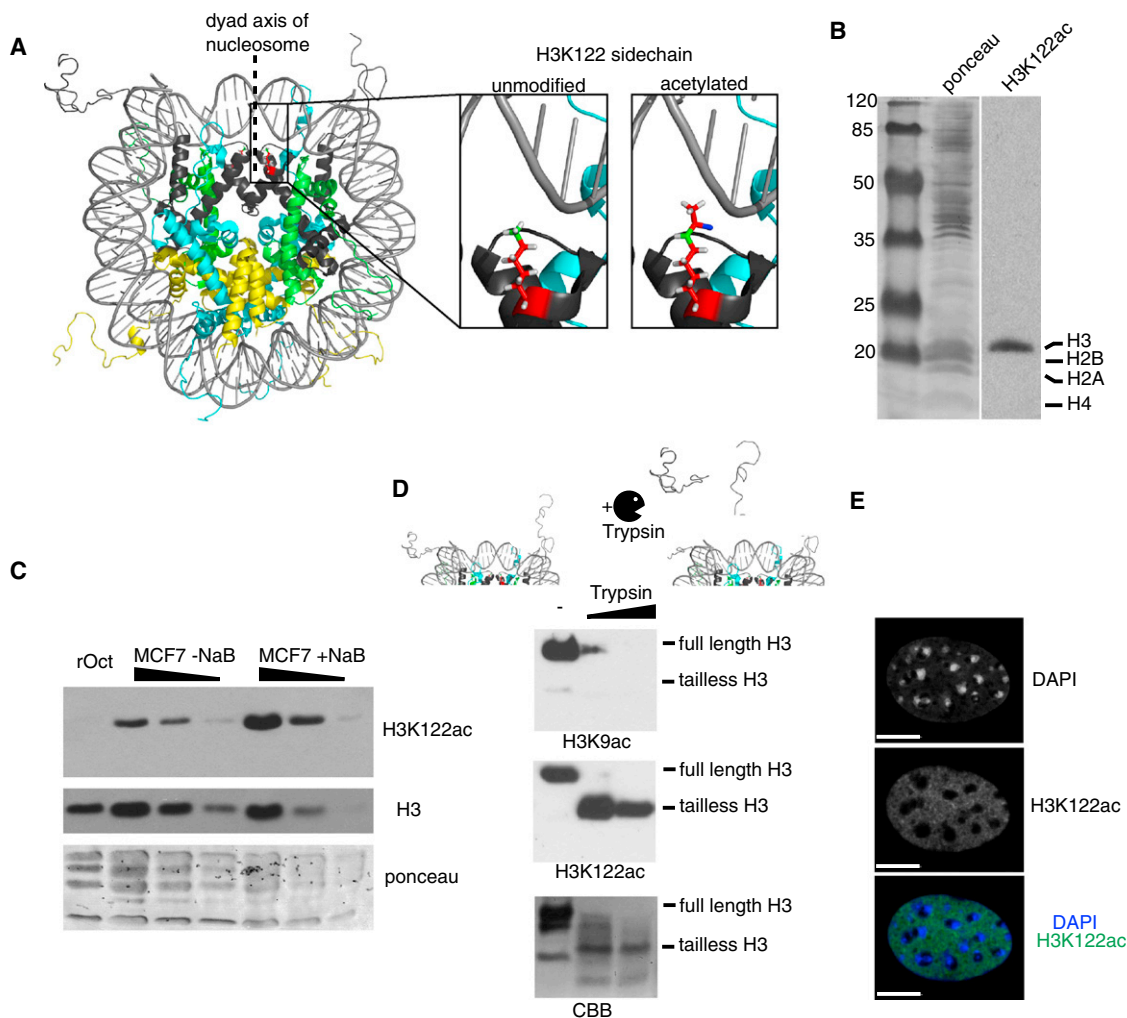 A
dyad axis of
nucleosome
H3K122 sidechain
unmodified
acetylated
B
ponceau
H3K122ac
120
85
50
35
25
20
H3
H2B
H2A
H4
C
rOct
MCF7 -NaB
MCF7 +NaB
H3K122ac
H3
ponceau
D
+
Trypsin
-
Trypsin
full length H3
tailless H3
H3K9ac
full length H3
tailless H3
H3K122ac
full length H3
tailless H3
CBB
E
DAPI
H3K122ac
DAPI
H3K122ac